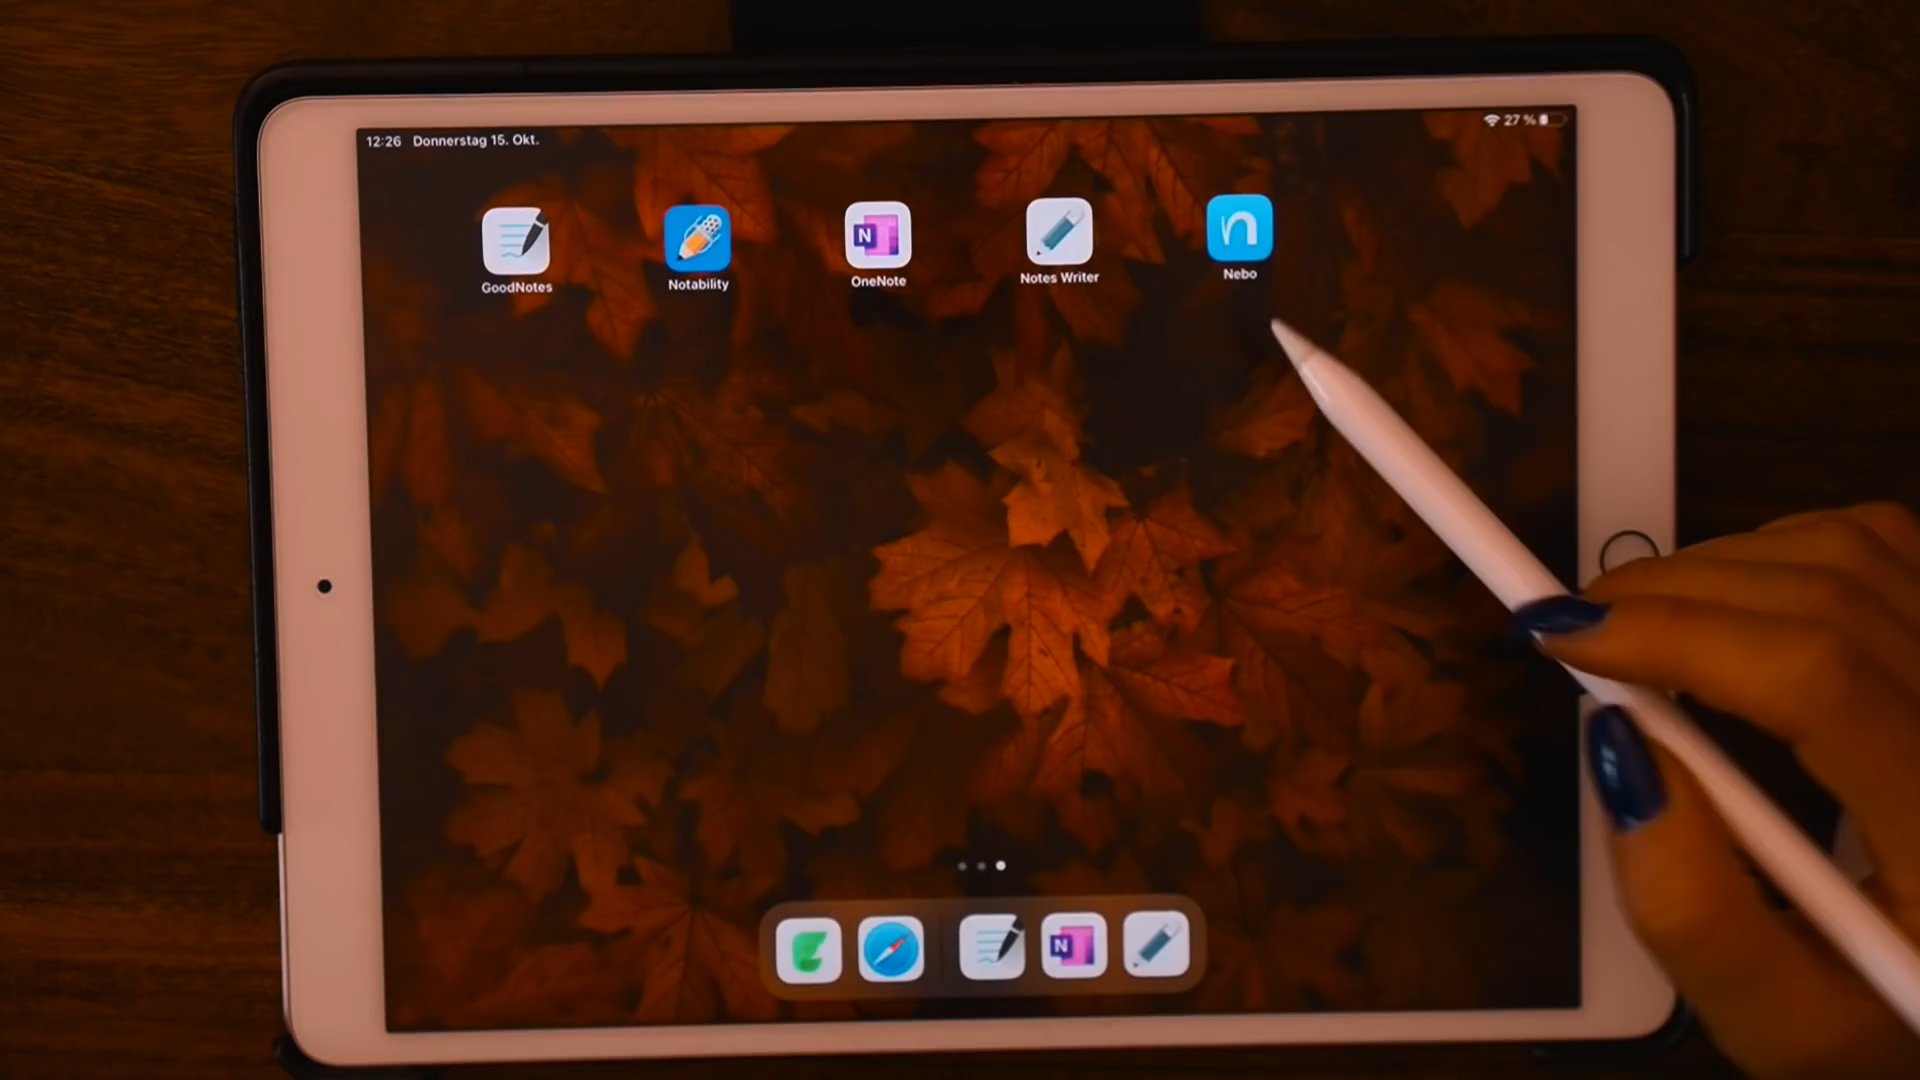 12:26 Donnerstag 15. Okt.
27 %
GoodNotes
Notability
N
OneNote
Notes Writer
n
Nebo
N